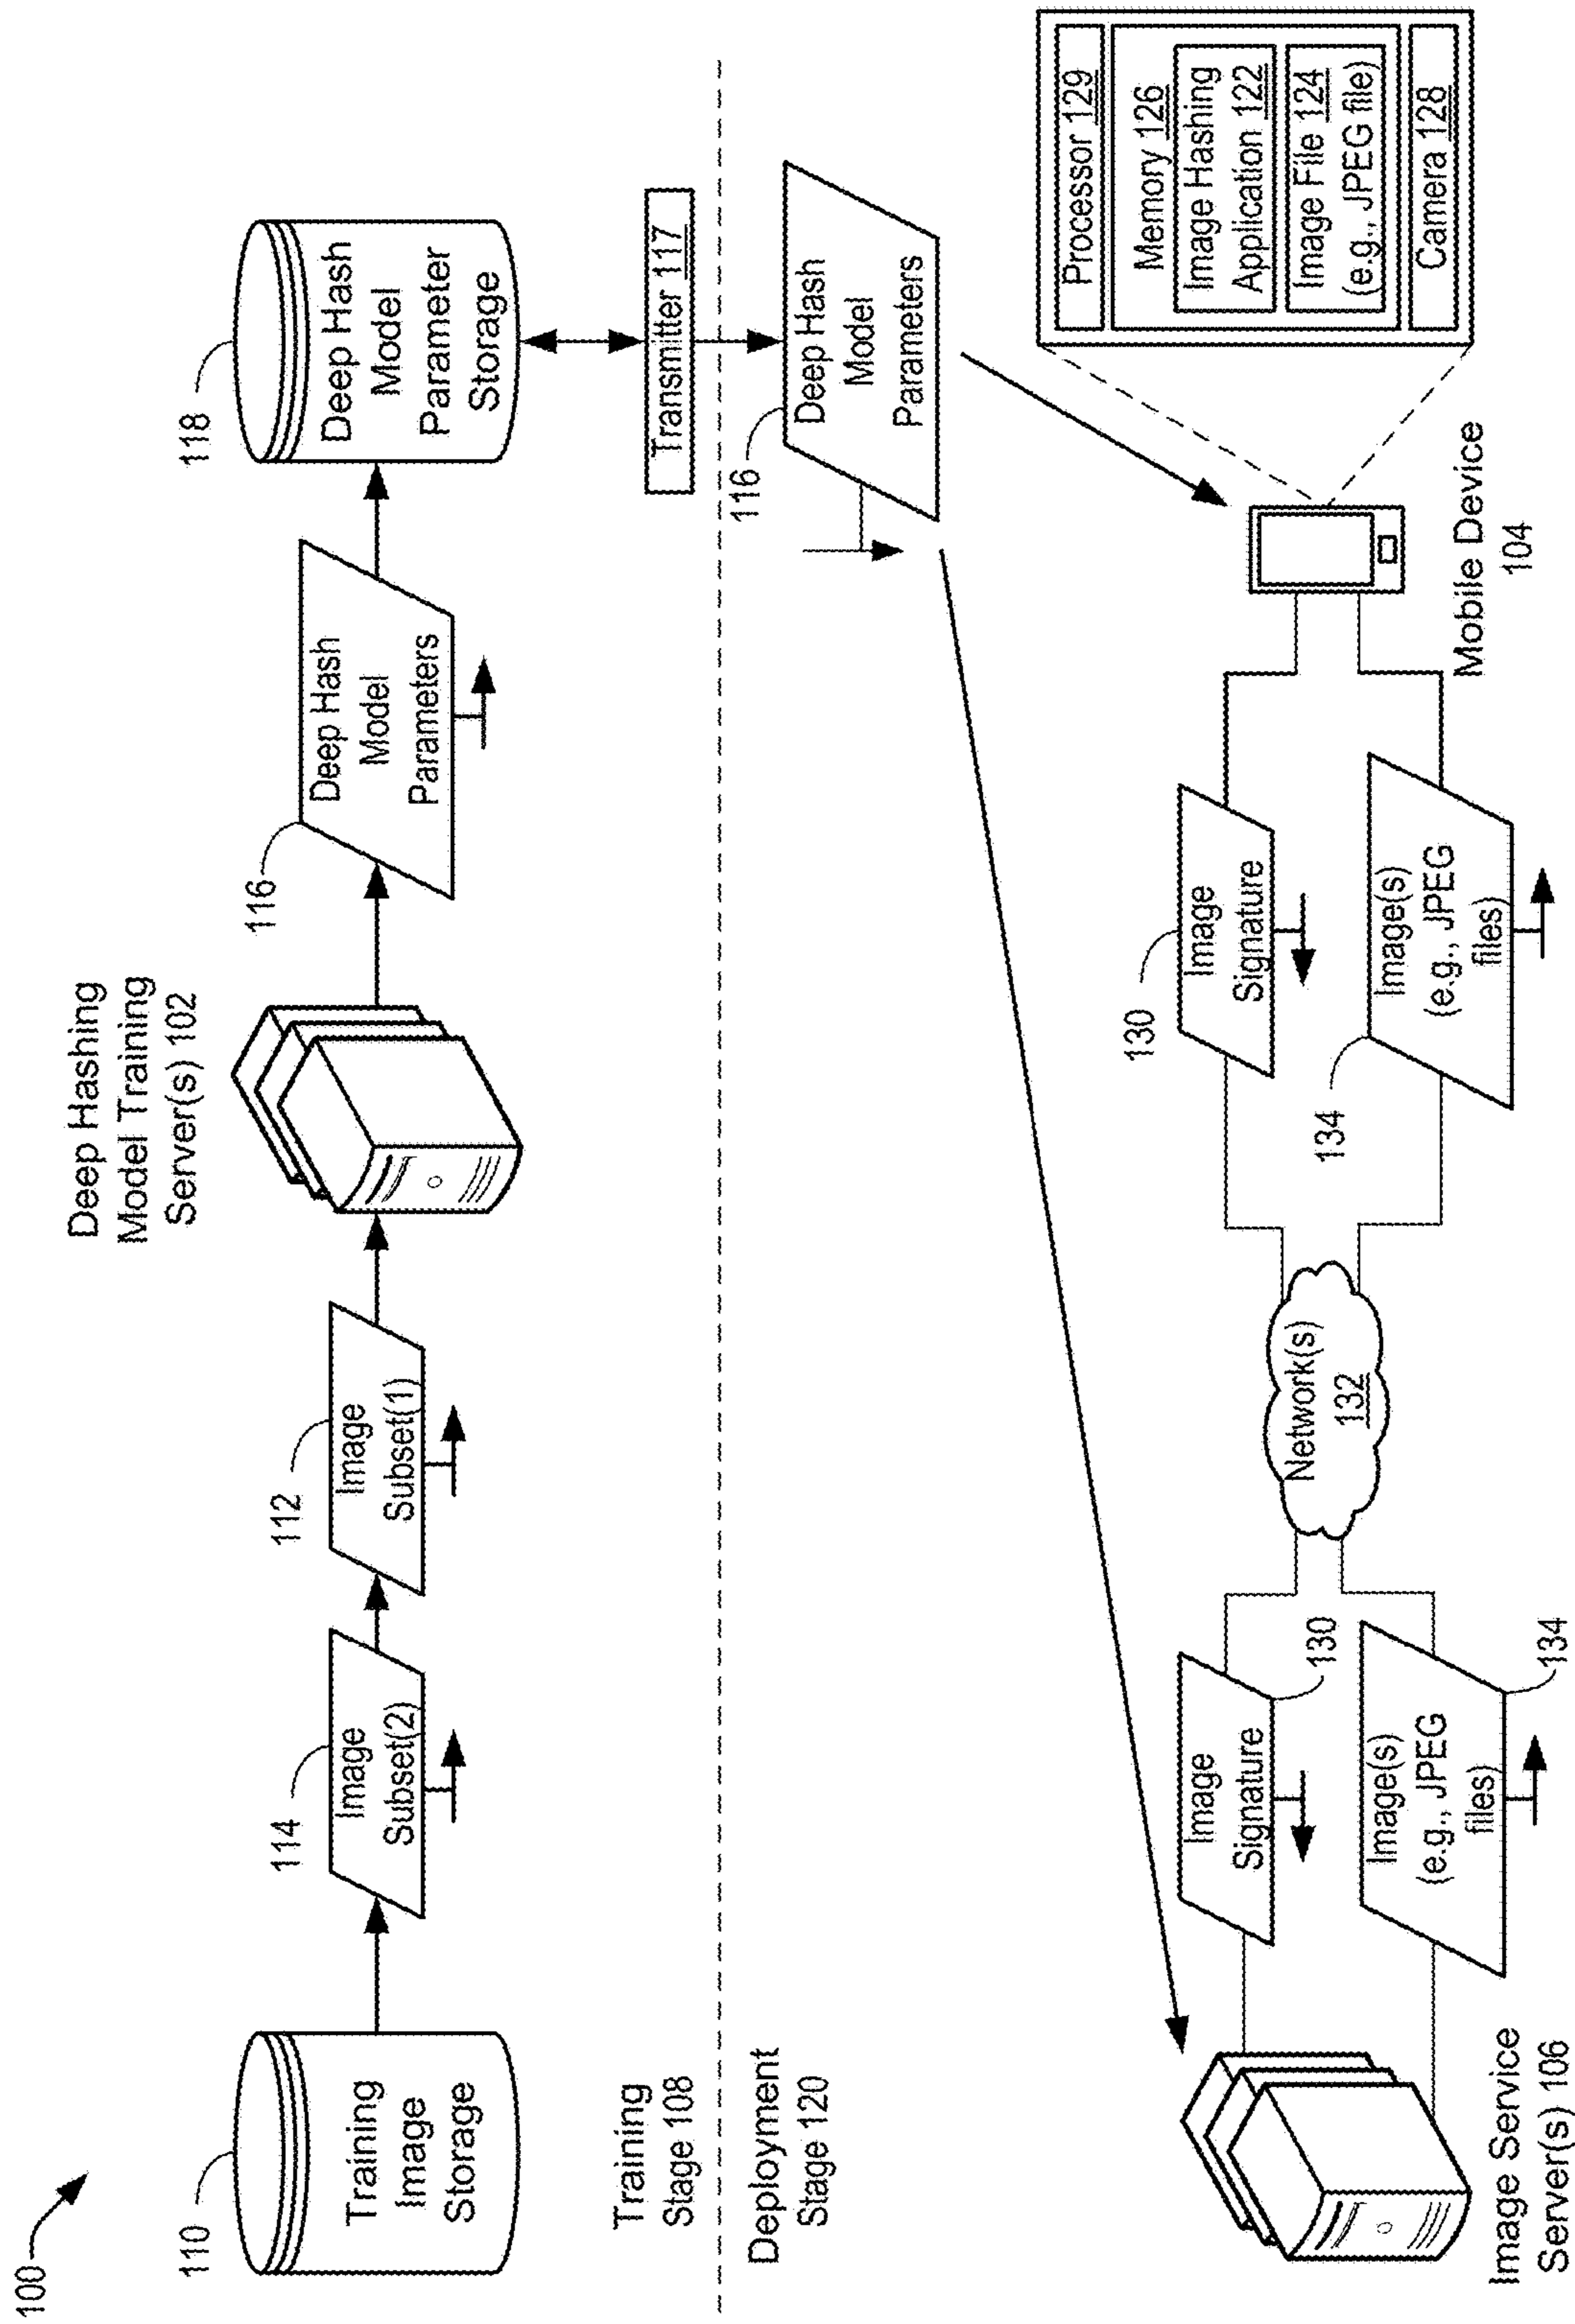 100
110
Training
Image
Storage
114
Image
Subset(2)
112
Image
Subset(1)
Deep Hashing
Model Training
Server(s) 102
116
Deep Hash
Model
Parameters
118
Deep Hash
Model
Parameter
Storage
Transmitter 117
Training
Stage 108
Deployment
Stage 120
116
Deep Hash
Model
Parameters
Image Service
Server(s) 106
Image
Signature
130
Image(s)
(e.g., JPEG
files)
134
Network(s)
132
130
Image
Signature
134
Image(s)
(e.g., JPEG
files)
Mobile Device
104
Processor 129
Memory 126
Image Hashing
Application 122
Image File 124
(e.g., JPEG file)
Camera 128